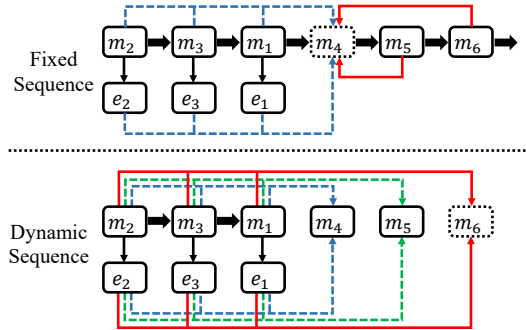 m₂ m₃ m₁ m₄ m₅ m₆
Fixed
Sequence
e₂ e₃ e₁
m₂ m₃ m₁ m₄ m₅ m₆
Dynamic
Sequence
e₂ e₃ e₁